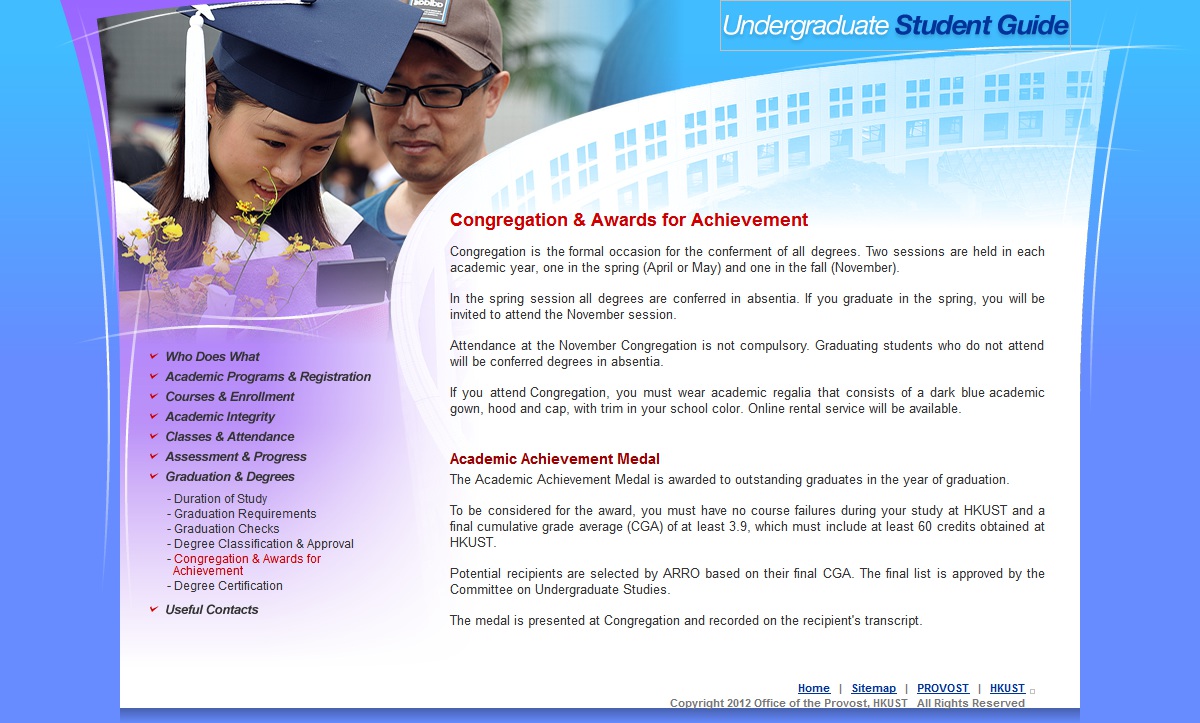 Undergraduate Student Guide
Congregation & Awards for Achievement
Congregation is the formal occasion for the conferment of all degrees. Two sessions are held in each
academic year, one in the spring (April or May) and one in the fall (November).
In the spring session all degrees are conferred in absentia. If you graduate in the spring, you will be
invited to attend the November session.
Attendance at the November Congregation is not compulsory. Graduating students who do not attend
will be conferred degrees in absentia.
If you attend Congregation, you must wear academic regalia that consists of a dark blue academic
gown, hood and cap, with trim in your school color. Online rental service will be available.
Academic Achievement Medal
The Academic Achievement Medal is awarded to outstanding graduates in the year of graduation.
To be considered for the award, you must have no course failures during your study at HKUST and a
final cumulative grade average (CGA) of at least 3.9, which must include at least 60 credits obtained at
HKUST.
Potential recipients are selected by ARRO based on their final CGA. The final list is approved by the
Committee on Undergraduate Studies.
The medal is presented at Congregation and recorded on the recipient's transcript.
Who Does What
Academic Programs & Registration
Courses & Enrollment
Academic Integrity
Classes & Attendance
Assessment & Progress
Graduation & Degrees
- Duration of Study
- Graduation Requirements
- Graduation Checks
- Degree Classification & Approval
- Congregation & Awards for
Achievement
- Degree Certification
Useful Contacts
Home | Sitemap | PROVOST | HKUST
Copyright 2012 Office of the Provost, HKUST All Rights Reserved